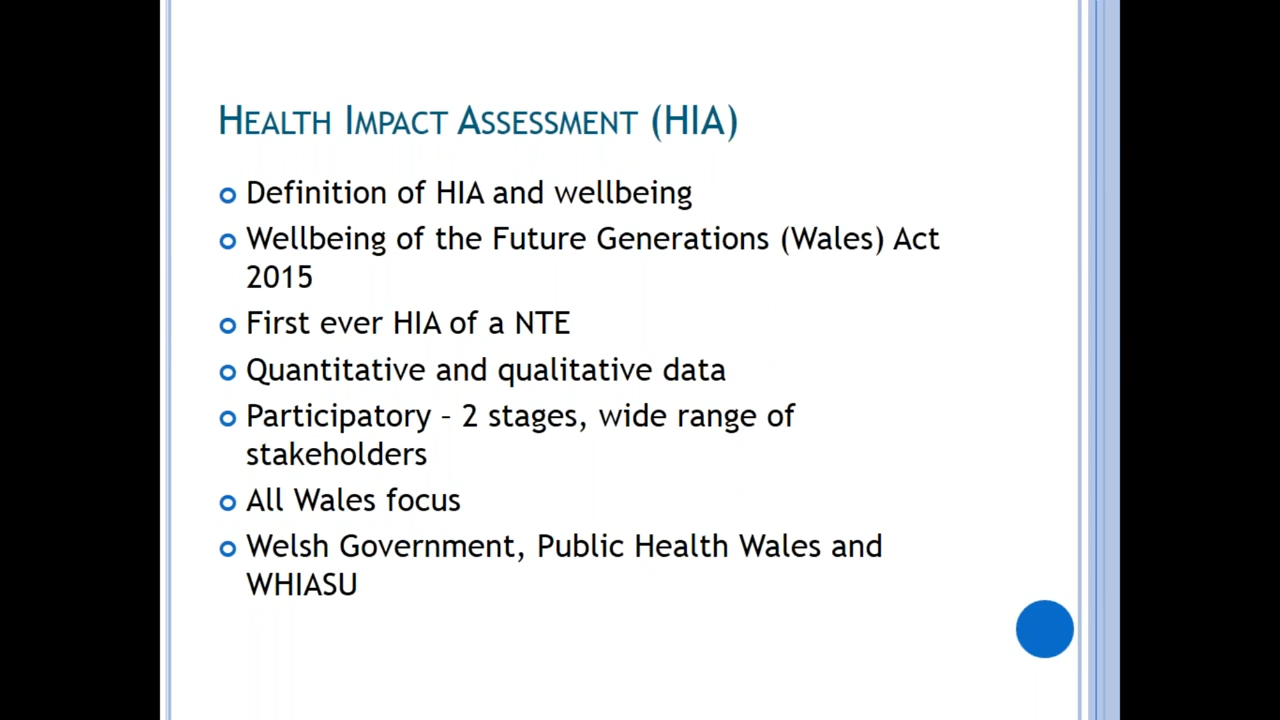 Health Impact Assessment (HIA)
Definition of HIA and wellbeing
Wellbeing of the Future Generations (Wales) Act
2015
First ever HIA of a NTE
Quantitative and qualitative data
Participatory – 2 stages, wide range of
stakeholders
All Wales focus
Welsh Government, Public Health Wales and
WHIASU